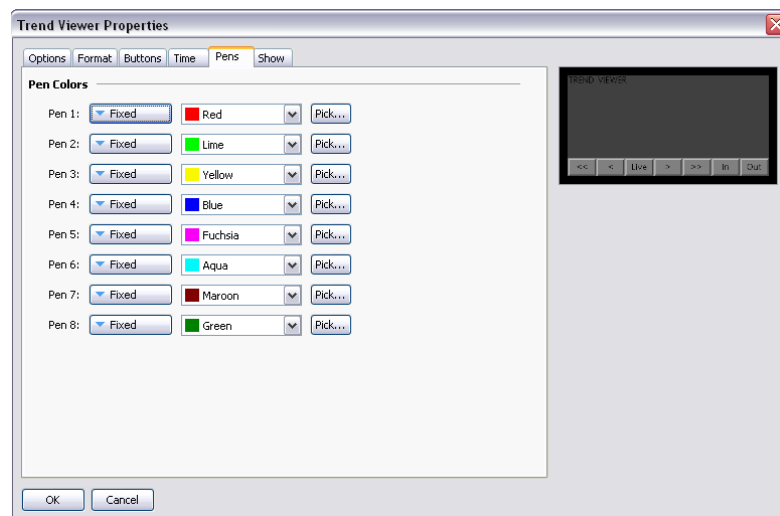 Trend Viewer Properties
Options Format Buttons Time Pens Show
Pen Colors
TREND VIEWER
Pen 1: Fixed Red Pick...
Pen 2: Fixed Lime Pick...
Pen 3: Fixed Yellow Pick...
<< < Live > >> In Out
Pen 4: Fixed Blue Pick...
Pen 5: Fixed Fuchsia Pick...
Pen 6: Fixed Aqua Pick...
Pen 7: Fixed Maroon Pick...
Pen 8: Fixed Green Pick...
OK Cancel